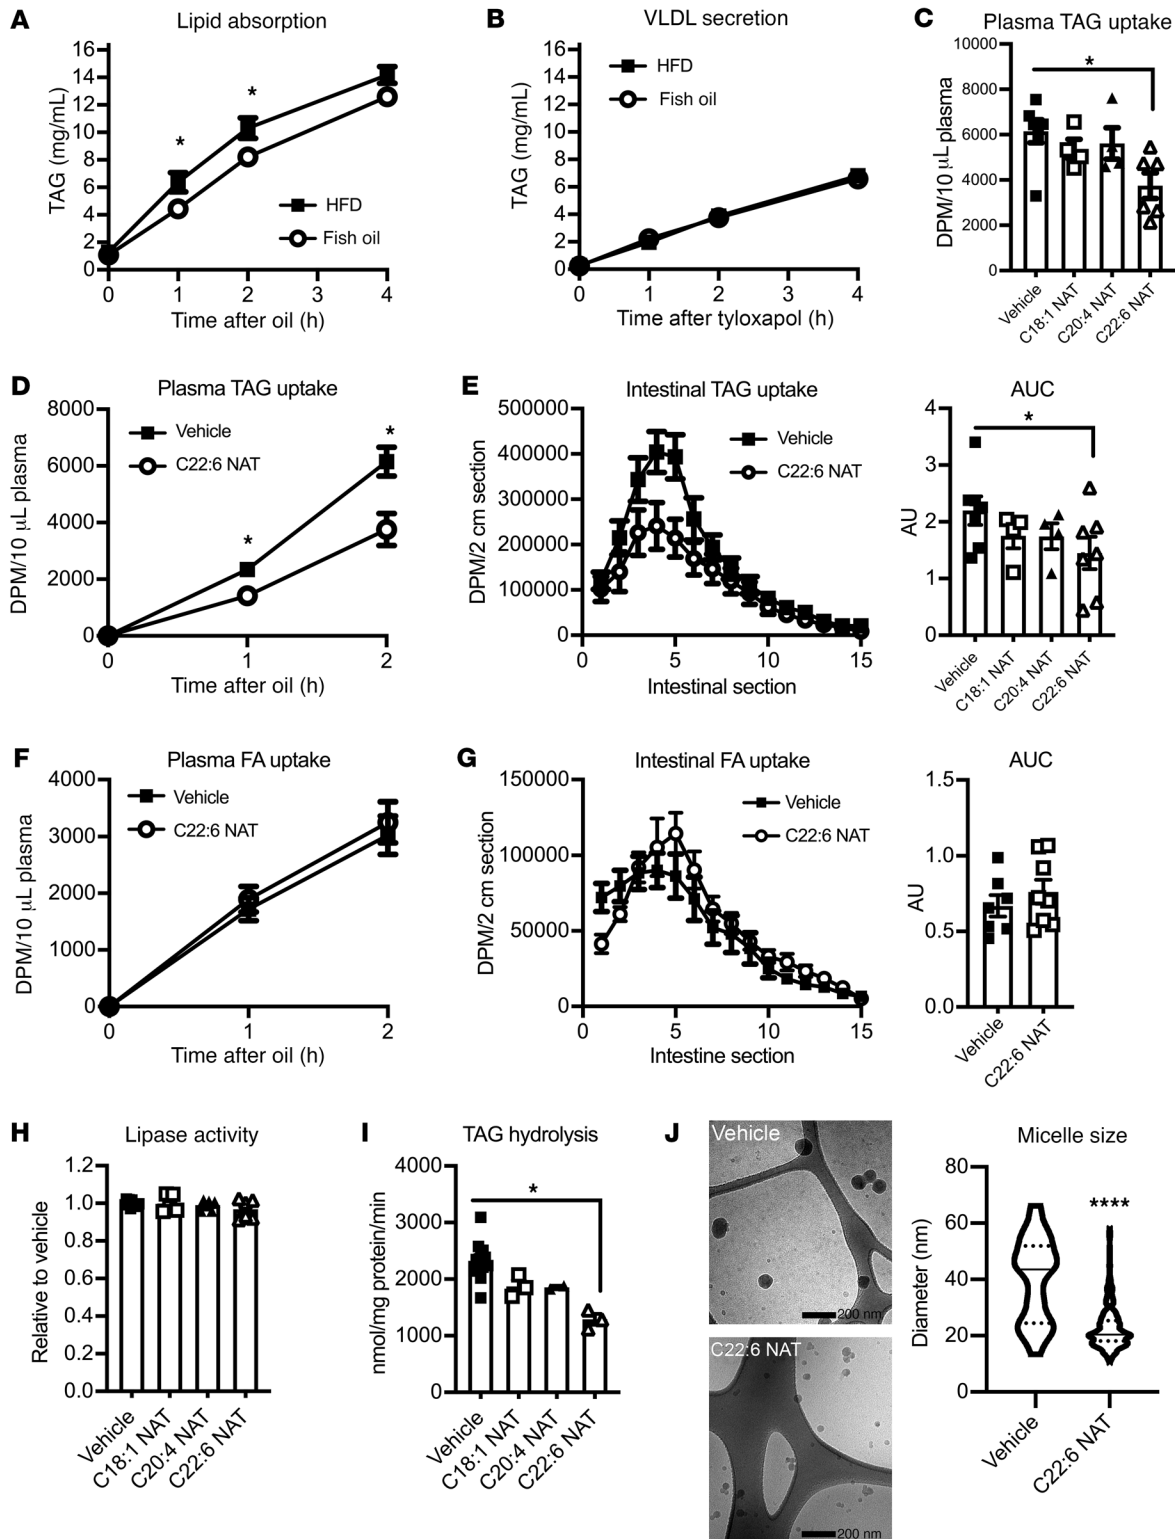 A Lipid absorption
TAG (mg/mL)
16
14
12
10
8
6
4
2
0
*
*
HFD
Fish oil
0 1 2 3 4
Time after oil (h)
B VLDL secretion
TAG (mg/mL)
16
14
12
10
8
6
4
2
0
HFD
Fish oil
0 1 2 3 4
Time after tyloxapol (h)
C Plasma TAG uptake
DPM/10 µL plasma
10000
8000
6000
4000
2000
0
*
Vehicle
C18:1 NAT
C20:4 NAT
C22:6 NAT
D Plasma TAG uptake
DPM/10 µL plasma
8000
6000
4000
2000
0
Vehicle
C22:6 NAT
*
*
0 1 2
Time after oil (h)
E Intestinal TAG uptake
DPM/2 cm section
500000
400000
300000
200000
100000
0
Vehicle
C22:6 NAT
0 5 10 15
Intestinal section
AUC
AU
4
3
2
1
0
*
Vehicle
C18:1 NAT
C20:4 NAT
C22:6 NAT
F Plasma FA uptake
DPM/10 µL plasma
4000
3000
2000
1000
0
Vehicle
C22:6 NAT
0 1 2
Time after oil (h)
G Intestinal FA uptake
DPM/2 cm section
150000
100000
50000
0
Vehicle
C22:6 NAT
0 5 10 15
Intestine section
AUC
AU
1.5
1.0
0.5
0.0
Vehicle
C22:6 NAT
H Lipase activity
Relative to vehicle
1.2
1.0
0.8
0.6
0.4
0.2
0.0
Vehicle
C18:1 NAT
C20:4 NAT
C22:6 NAT
I TAG hydrolysis
nmol/mg protein/min
4000
3000
2000
1000
0
*
Vehicle
C18:1 NAT
C20:4 NAT
C22:6 NAT
J
Vehicle
200 nm
C22:6 NAT
200 nm
Micelle size
Diameter (nm)
80
60
40
20
0
****
Vehicle
C22:6 NAT